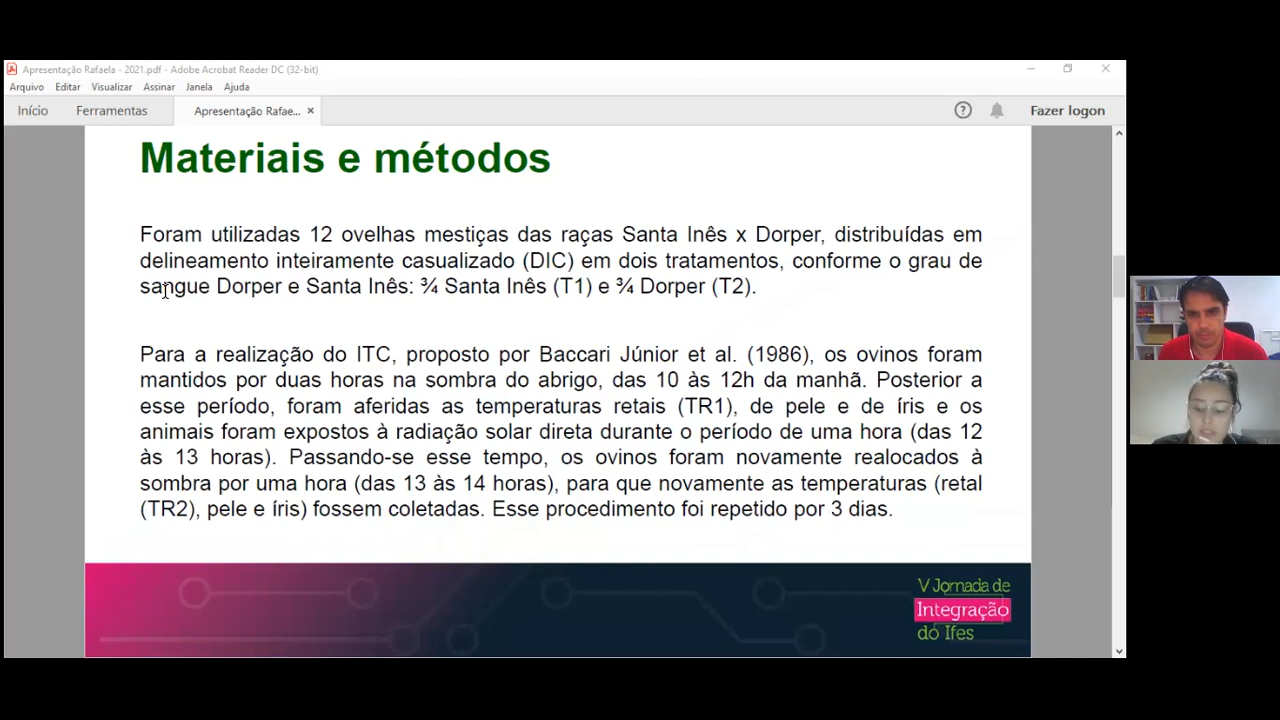 Apresentação Rafaela - 2021.pdf - Adobe Acrobat Reader DC (32-bit)
Arquivo Editar Visualizar Assinar Janela Ajuda
Início Ferramentas Apresentação Rafae... Fazer logon
Materiais e métodos
Foram utilizadas 12 ovelhas mestiças das raças Santa Inês x Dorper, distribuídas em
delineamento inteiramente casualizado (DIC) em dois tratamentos, conforme o grau de
sangue Dorper e Santa Inês: ¾ Santa Inês (T1) e ¾ Dorper (T2).
Para a realização do ITC, proposto por Baccari Júnior et al. (1986), os ovinos foram
mantidos por duas horas na sombra do abrigo, das 10 às 12h da manhã. Posterior a
esse período, foram aferidas as temperaturas retais (TR1), de pele e de íris e os
animais foram expostos à radiação solar direta durante o período de uma hora (das 12
às 13 horas). Passando-se esse tempo, os ovinos foram novamente realocados à
sombra por uma hora (das 13 às 14 horas), para que novamente as temperaturas (retal
(TR2), pele e íris) fossem coletadas. Esse procedimento foi repetido por 3 dias.
V Jornada de
Integração
do Ifes